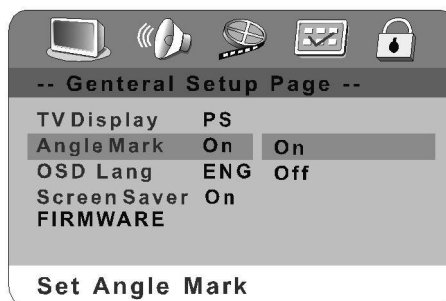 -- Genteral Setup Page --
TV Display PS
Angle Mark On On
OSD Lang ENG Off
Screen Saver On
FIRMWARE
Set Angle Mark